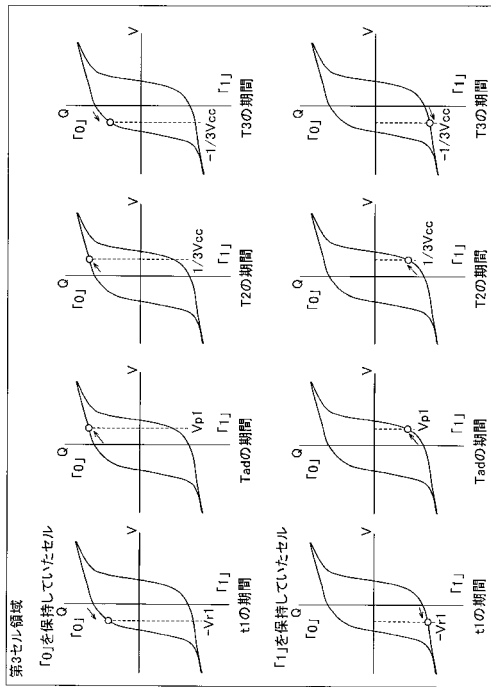 第3セル領域
「0」を保持していたセル
Q
「0」
V
-Vr1
「1」
t1の期間
Q
「0」
V
Vp1
「1」
Tadの期間
Q
「0」
V
1/3Vcc
「1」
T2の期間
Q
「0」
V
-1/3Vcc
「1」
T3の期間
「1」を保持していたセル
Q
「0」
V
-Vr1
「1」
t1の期間
Q
「0」
V
Vp1
「1」
Tadの期間
Q
「0」
V
1/3Vcc
「1」
T2の期間
Q
「0」
V
-1/3Vcc
「1」
T3の期間